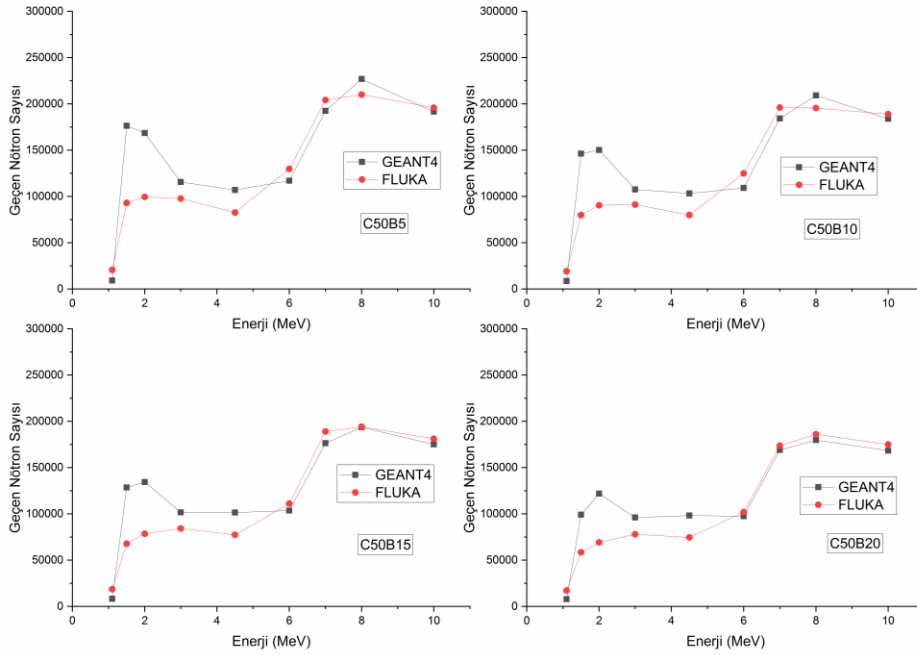 300000
250000
200000
150000
100000
50000
0
Geçen Nötron Sayısı
GEANT4
FLUKA
C50B5
0 2 4 6 8 10
Enerji (MeV)
300000
250000
200000
150000
100000
50000
0
Geçen Nötron Sayısı
GEANT4
FLUKA
C50B10
0 2 4 6 8 10
Enerji (MeV)
300000
250000
200000
150000
100000
50000
0
Geçen Nötron Sayısı
GEANT4
FLUKA
C50B15
0 2 4 6 8 10
Enerji (MeV)
300000
250000
200000
150000
100000
50000
0
Geçen Nötron Sayısı
GEANT4
FLUKA
C50B20
0 2 4 6 8 10
Enerji (MeV)